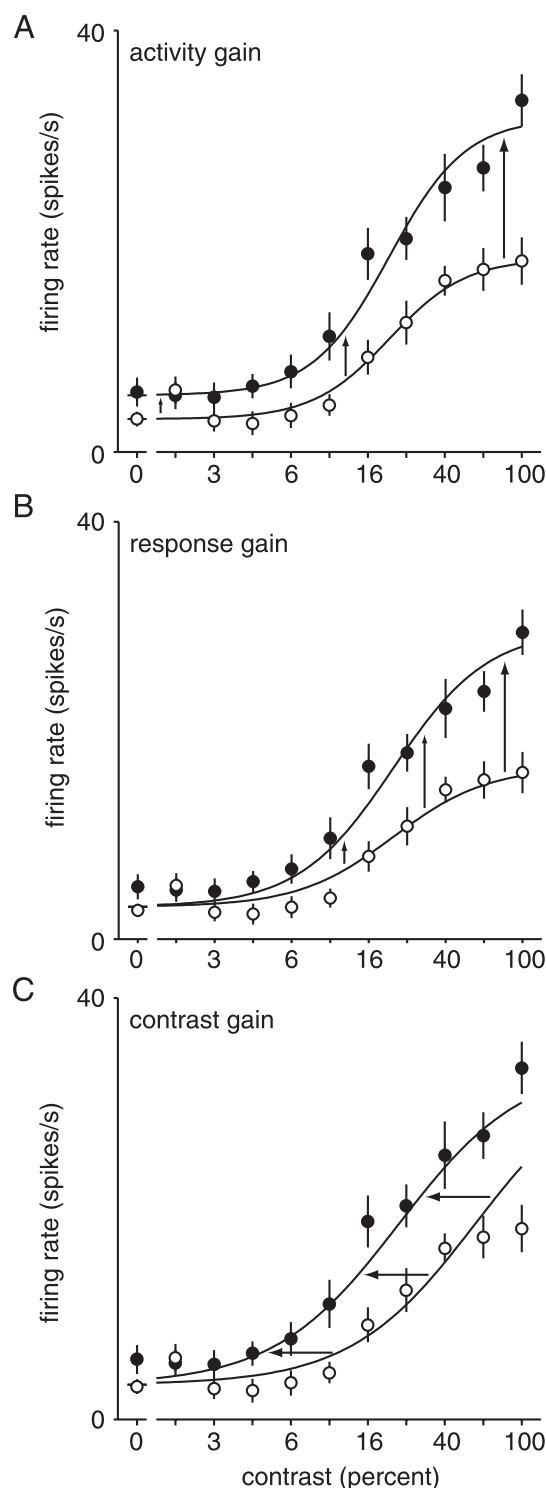 A
40
activity gain
firing rate (spikes/s)
0
0 3 6 16 40 100
B
40
response gain
firing rate (spikes/s)
0
0 3 6 16 40 100
C
40
contrast gain
firing rate (spikes/s)
0
0 3 6 16 40 100
contrast (percent)